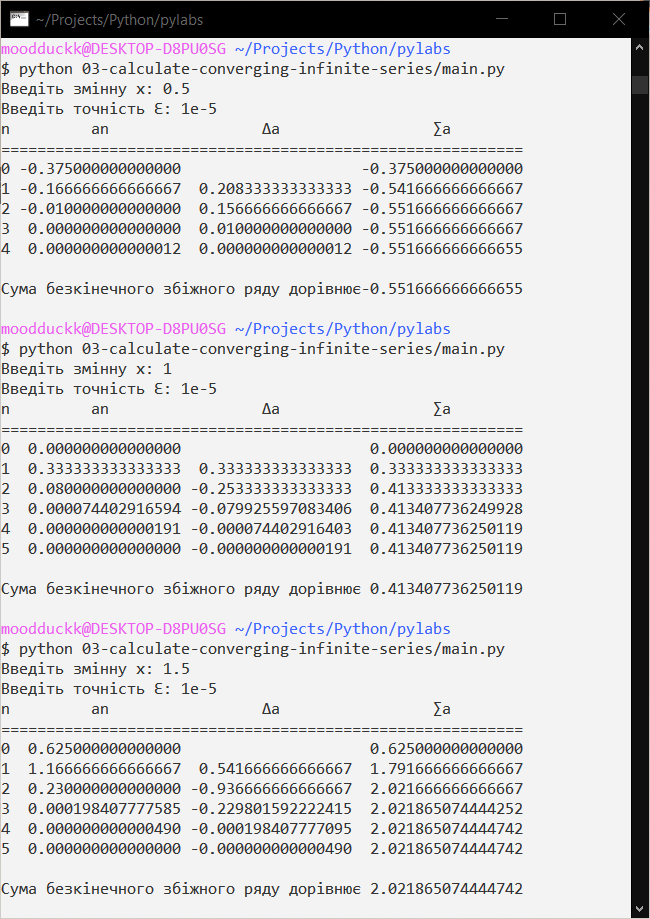 ~/Projects/Python/pylabs
moodduckk@DESKTOP-D8PU0SG ~/Projects/Python/pylabs
$ python 03-calculate-converging-infinite-series/main.py
Введіть змінну x: 0.5
Введіть точність Ɛ: 1e-5
n an Δa ∑a
==========================================================
0 -0.375000000000000 -0.375000000000000
1 -0.166666666666667 0.208333333333333 -0.541666666666667
2 -0.010000000000000 0.156666666666667 -0.551666666666667
3 0.000000000000000 0.010000000000000 -0.551666666666667
4 0.000000000000012 0.000000000000012 -0.551666666666655
Сума безкінечного збіжного ряду дорівнює-0.551666666666655
moodduckk@DESKTOP-D8PU0SG ~/Projects/Python/pylabs
$ python 03-calculate-converging-infinite-series/main.py
Введіть змінну x: 1
Введіть точність Ɛ: 1e-5
n an Δa ∑a
==========================================================
0 0.000000000000000 0.000000000000000
1 0.333333333333333 0.333333333333333 0.333333333333333
2 0.080000000000000 -0.253333333333333 0.413333333333333
3 0.000074402916594 -0.079925597083406 0.413407736249928
4 0.000000000000191 -0.000074402916403 0.413407736250119
5 0.000000000000000 -0.000000000000191 0.413407736250119
Сума безкінечного збіжного ряду дорівнює 0.413407736250119
moodduckk@DESKTOP-D8PU0SG ~/Projects/Python/pylabs
$ python 03-calculate-converging-infinite-series/main.py
Введіть змінну x: 1.5
Введіть точність Ɛ: 1e-5
n an Δa ∑a
==========================================================
0 0.625000000000000 0.625000000000000
1 1.166666666666667 0.541666666666667 1.791666666666667
2 0.230000000000000 -0.936666666666667 2.021666666666667
3 0.000198407777585 -0.229801592222415 2.021865074444252
4 0.000000000000490 -0.000198407777095 2.021865074444742
5 0.000000000000000 -0.000000000000490 2.021865074444742
Сума безкінечного збіжного ряду дорівнює 2.021865074444742